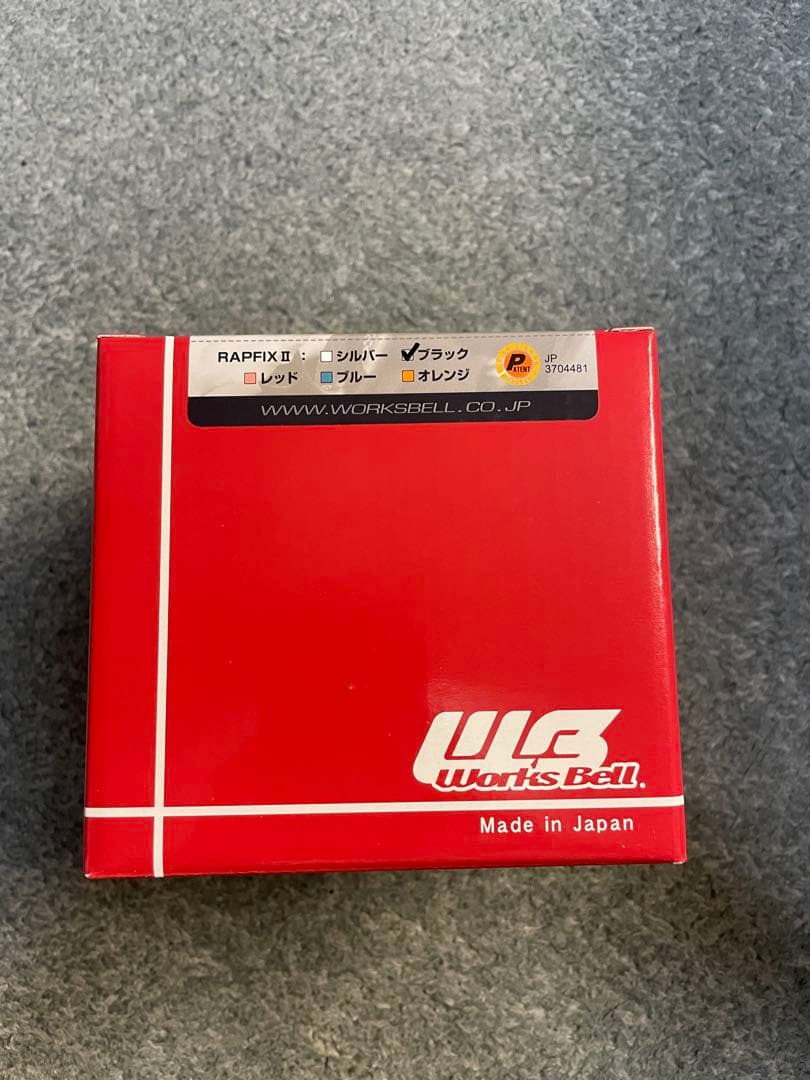 RAPFIX II : シルバー ブラック
レッド ブルー オレンジ
PATENT
JP
3704481
WWW.WORKSBELL.CO.JP
WB
Works Bell.
Made in Japan